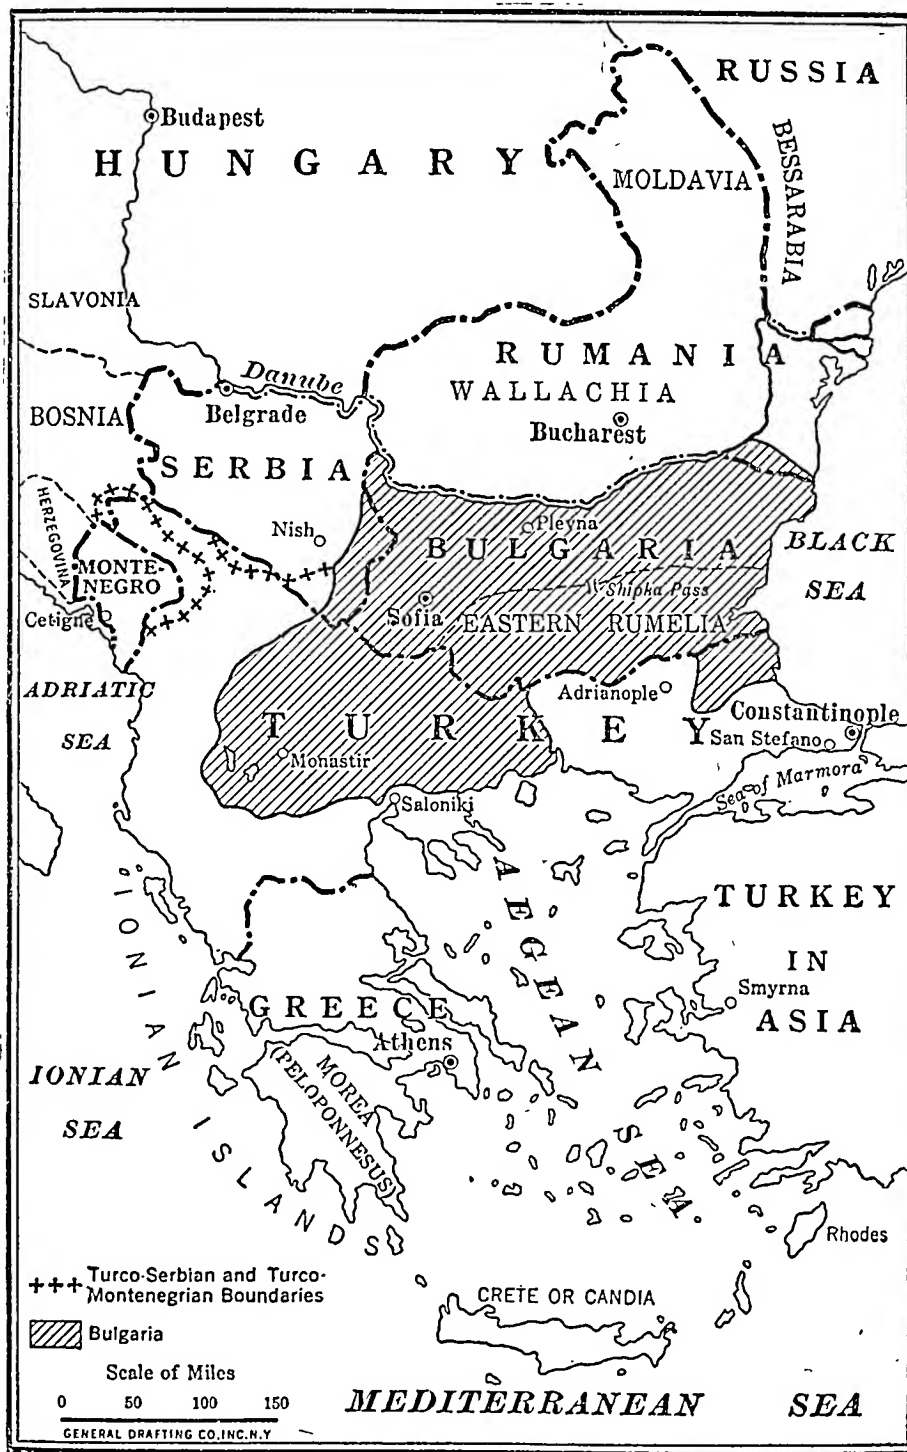 RUSSIA
Budapest
HUNGARY
MOLDAVIA
BESSARABIA
SLAVONIA
RUMANIA
Danube
WALLACHIA
BOSNIA
Belgrade
Bucharest
SERBIA
HERZEGOVINA
Nish
Plevna
BULGARIA
BLACK
SEA
MONTE-
NEGRO
Shipka Pass
Cetigne
Sofia
EASTERN RUMELIA
ADRIATIC
SEA
Adrianople
Constantinople
TURKEY
San Stefano
Monastir
Sea of Marmora
Saloniki
AEGEAN SEA
IONIAN ISLANDS
TURKEY
IN
ASIA
Smyrna
GREECE
Athens
IONIAN
SEA
MOREA
(PELOPONNESUS)
Rhodes
CRETE OR CANDIA
+++ Turco-Serbian and Turco-
Montenegrian Boundaries
Bulgaria
Scale of Miles
0 50 100 150
MEDITERRANEAN SEA
GENERAL DRAFTING CO.INC.N.Y